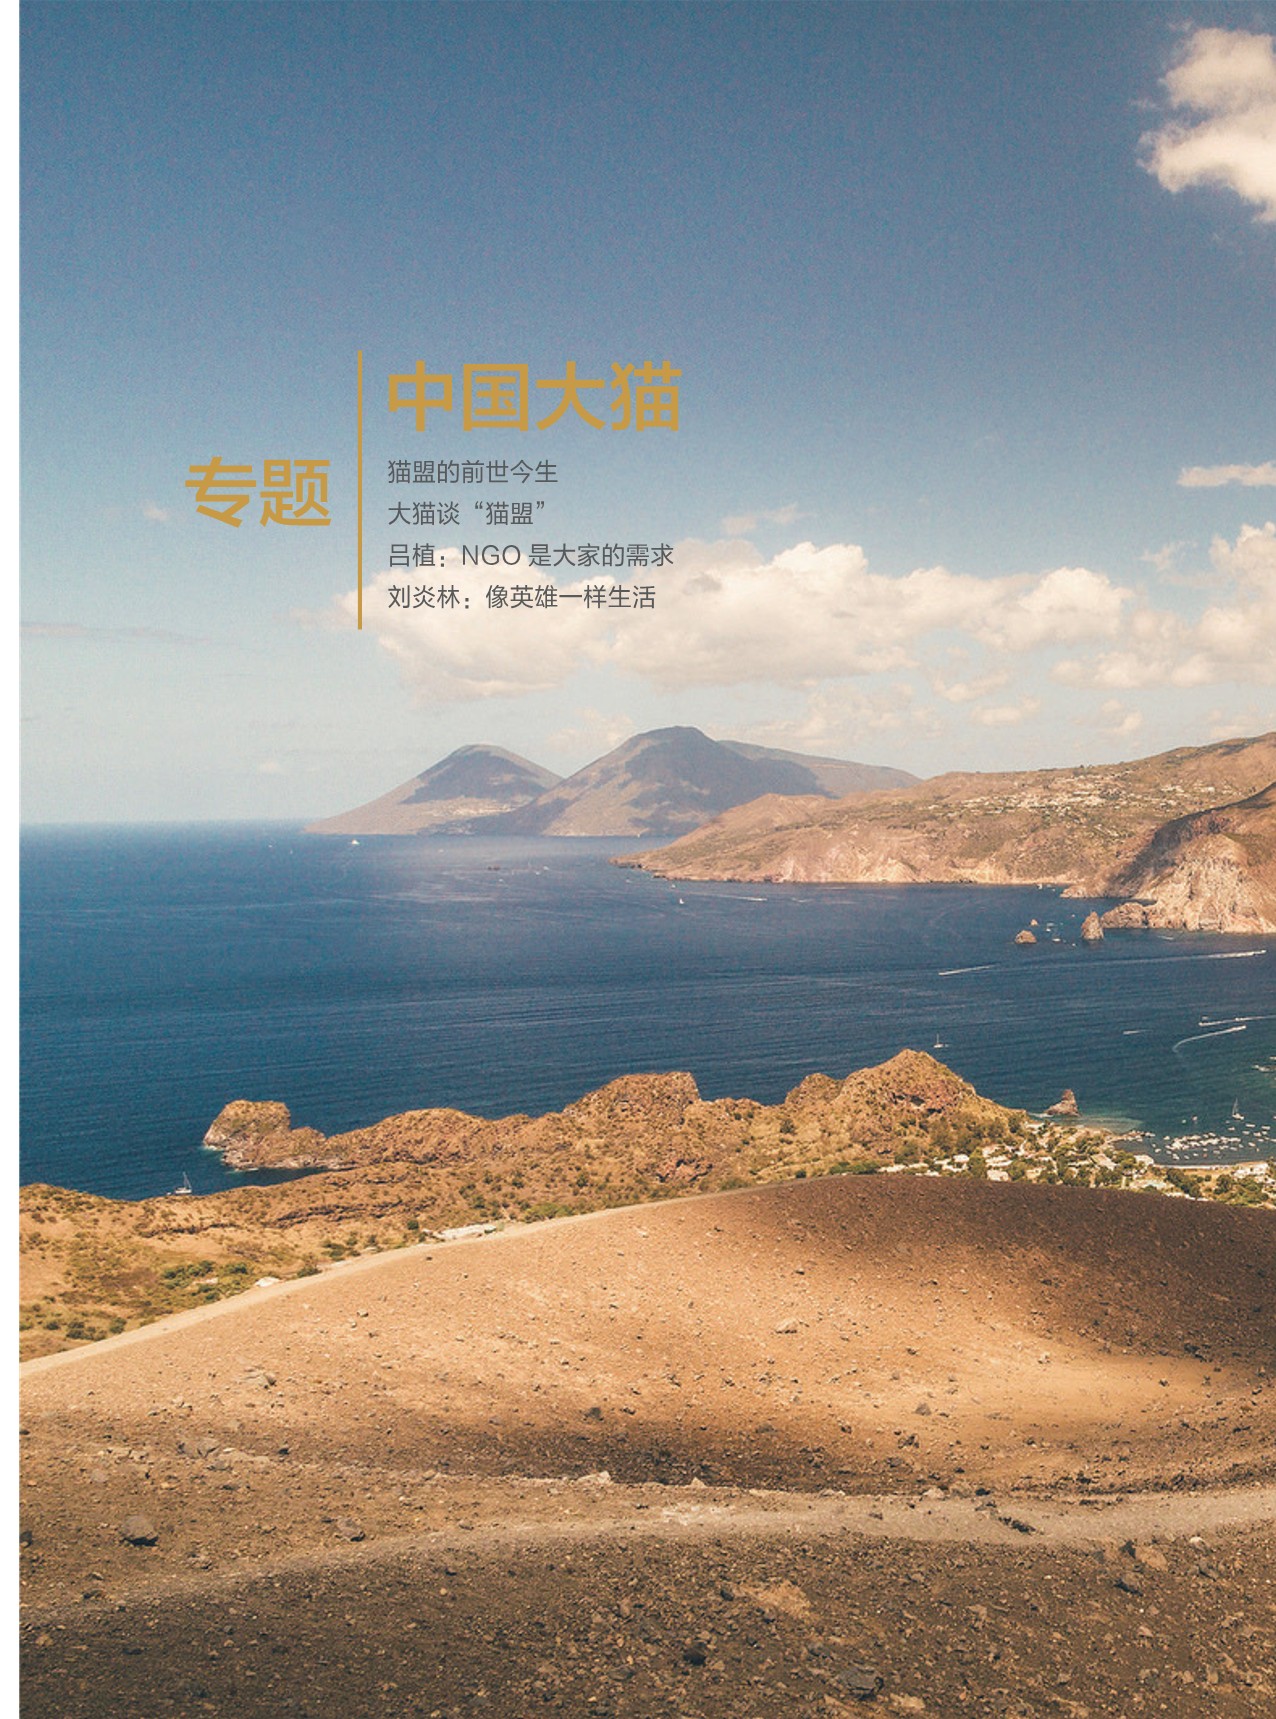 专题
中国大猫
猫盟的前世今生
大猫谈“猫盟”
吕植：NGO 是大家的需求
刘炎林：像英雄一样生活